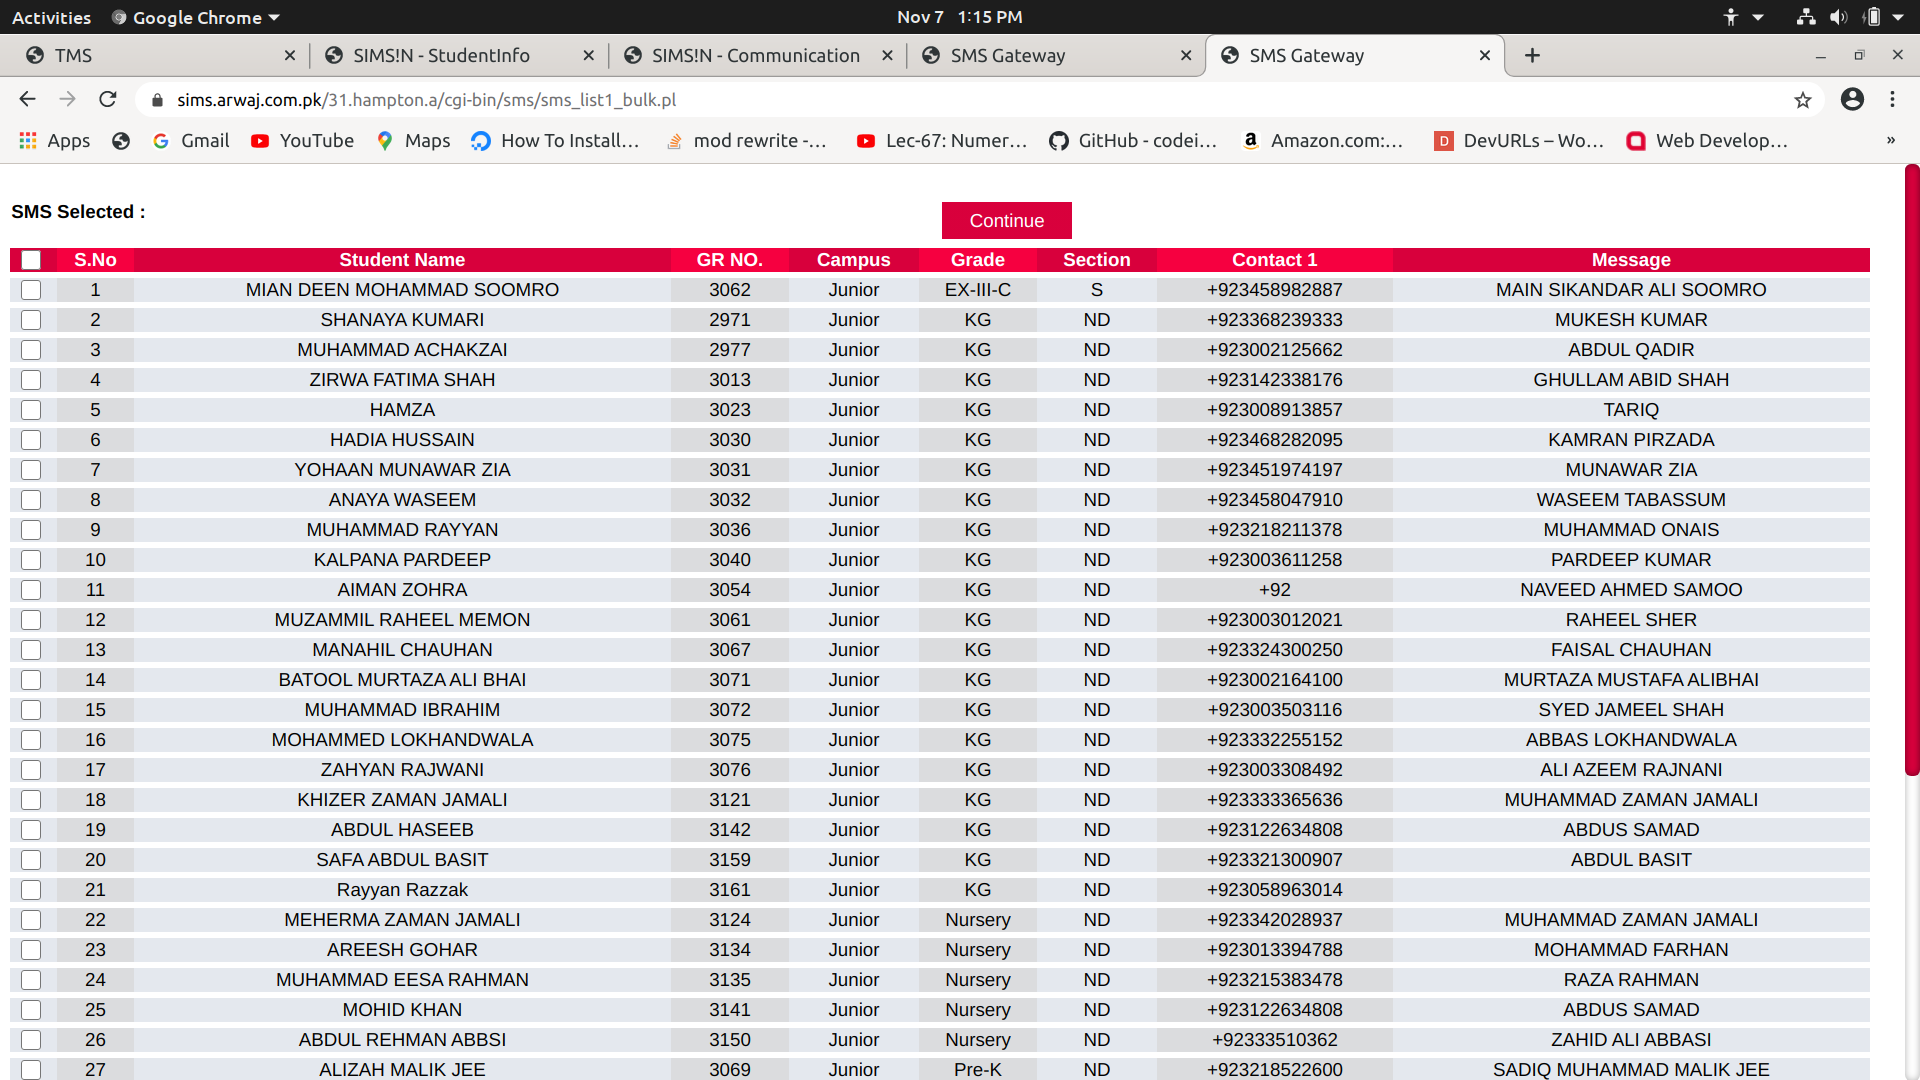 Activities Google Chrome Nov 7 1:15 PM
TMS SIMS!N - StudentInfo SIMS!N - Communication SMS Gateway SMS Gateway
sims.arwaj.com.pk/31.hampton.a/cgi-bin/sms/sms_list1_bulk.pl
Apps Gmail YouTube Maps How To Install... mod rewrite -... Lec-67: Numer... GitHub - codei... Amazon.com:... DevURLs – Wo... Web Develop... »
SMS Selected : Continue
S.No Student Name GR NO. Campus Grade Section Contact 1 Message
1 MIAN DEEN MOHAMMAD SOOMRO 3062 Junior EX-III-C S +923458982887 MAIN SIKANDAR ALI SOOMRO
2 SHANAYA KUMARI 2971 Junior KG ND +923368239333 MUKESH KUMAR
3 MUHAMMAD ACHAKZAI 2977 Junior KG ND +923002125662 ABDUL QADIR
4 ZIRWA FATIMA SHAH 3013 Junior KG ND +923142338176 GHULLAM ABID SHAH
5 HAMZA 3023 Junior KG ND +923008913857 TARIQ
6 HADIA HUSSAIN 3030 Junior KG ND +923468282095 KAMRAN PIRZADA
7 YOHAAN MUNAWAR ZIA 3031 Junior KG ND +923451974197 MUNAWAR ZIA
8 ANAYA WASEEM 3032 Junior KG ND +923458047910 WASEEM TABASSUM
9 MUHAMMAD RAYYAN 3036 Junior KG ND +923218211378 MUHAMMAD ONAIS
10 KALPANA PARDEEP 3040 Junior KG ND +923003611258 PARDEEP KUMAR
11 AIMAN ZOHRA 3054 Junior KG ND +92 NAVEED AHMED SAMOO
12 MUZAMMIL RAHEEL MEMON 3061 Junior KG ND +923003012021 RAHEEL SHER
13 MANAHIL CHAUHAN 3067 Junior KG ND +923324300250 FAISAL CHAUHAN
14 BATOOL MURTAZA ALI BHAI 3071 Junior KG ND +923002164100 MURTAZA MUSTAFA ALIBHAI
15 MUHAMMAD IBRAHIM 3072 Junior KG ND +923003503116 SYED JAMEEL SHAH
16 MOHAMMED LOKHANDWALA 3075 Junior KG ND +923332255152 ABBAS LOKHANDWALA
17 ZAHYAN RAJWANI 3076 Junior KG ND +923003308492 ALI AZEEM RAJNANI
18 KHIZER ZAMAN JAMALI 3121 Junior KG ND +923333365636 MUHAMMAD ZAMAN JAMALI
19 ABDUL HASEEB 3142 Junior KG ND +923122634808 ABDUS SAMAD
20 SAFA ABDUL BASIT 3159 Junior KG ND +923321300907 ABDUL BASIT
21 Rayyan Razzak 3161 Junior KG ND +923058963014
22 MEHERMA ZAMAN JAMALI 3124 Junior Nursery ND +923342028937 MUHAMMAD ZAMAN JAMALI
23 AREESH GOHAR 3134 Junior Nursery ND +923013394788 MOHAMMAD FARHAN
24 MUHAMMAD EESA RAHMAN 3135 Junior Nursery ND +923215383478 RAZA RAHMAN
25 MOHID KHAN 3141 Junior Nursery ND +923122634808 ABDUS SAMAD
26 ABDUL REHMAN ABBSI 3150 Junior Nursery ND +92333510362 ZAHID ALI ABBASI
27 ALIZAH MALIK JEE 3069 Junior Pre-K ND +923218522600 SADIQ MUHAMMAD MALIK JEE